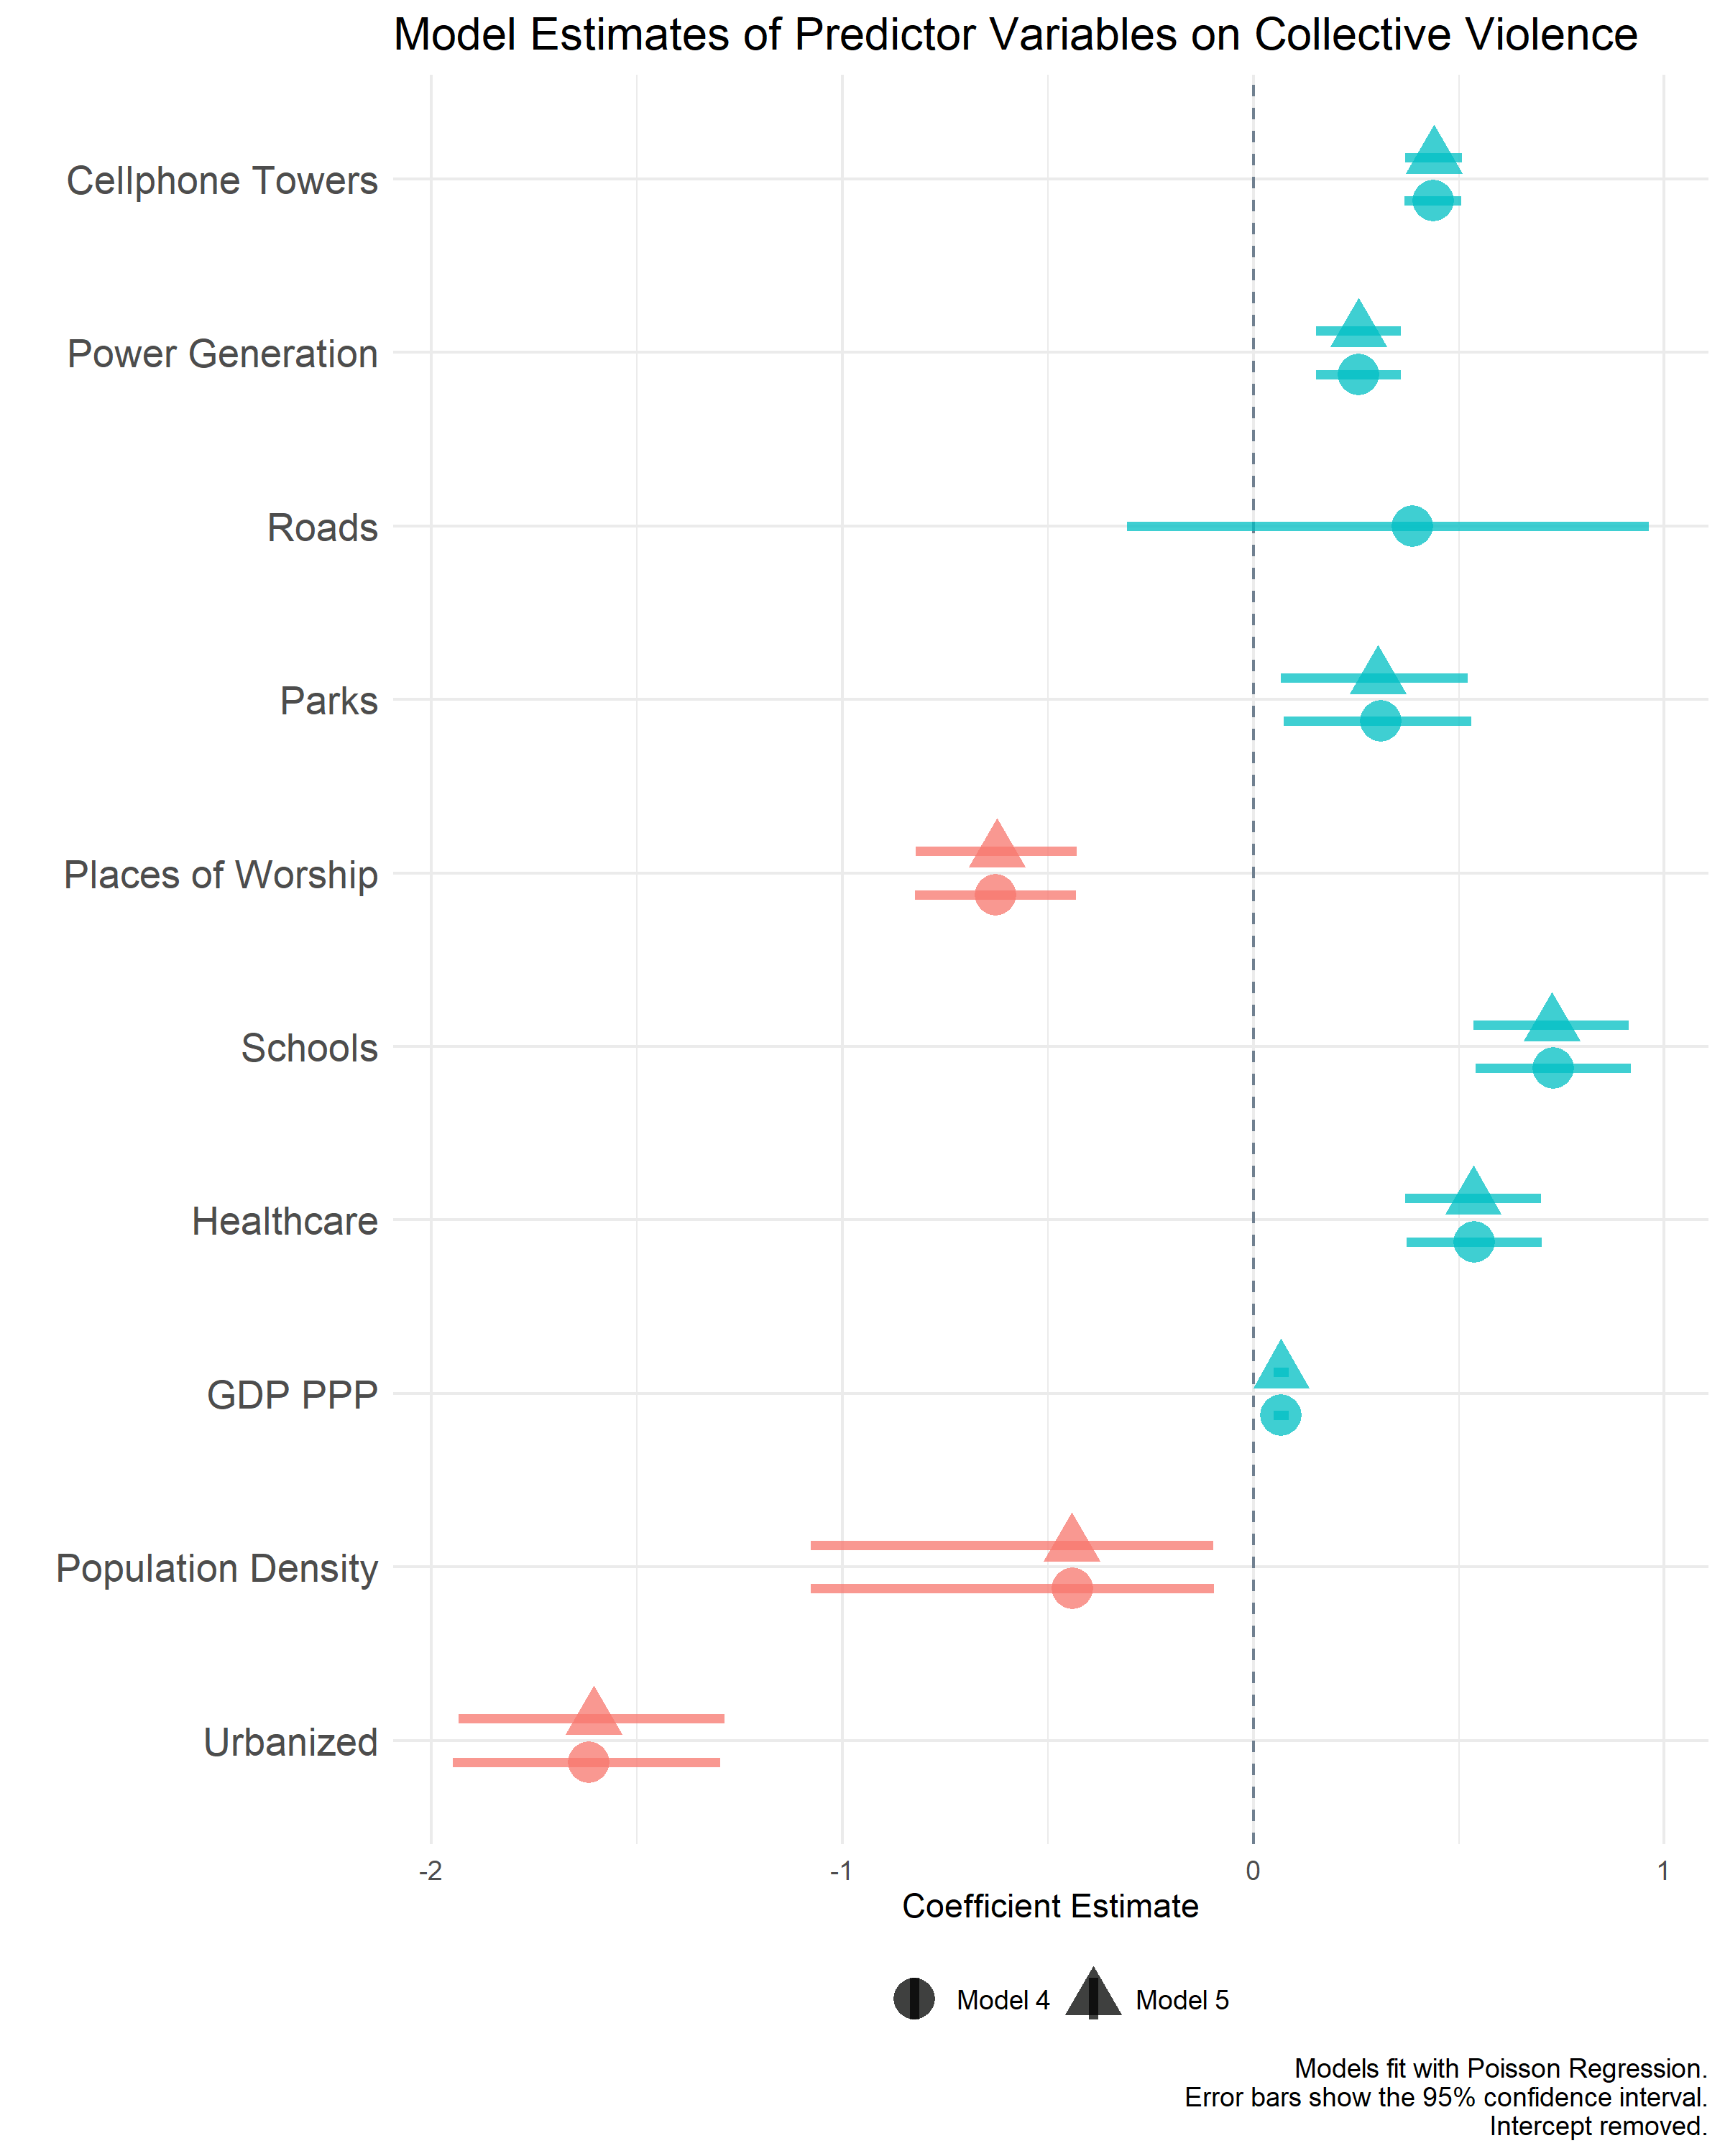 Model Estimates of Predictor Variables on Collective Violence
Cellphone Towers
Power Generation
Roads
Parks
Places of Worship
Schools
Healthcare
GDP PPP
Population Density
Urbanized
-2 -1 0 1
Coefficient Estimate
Model 4 Model 5
Models fit with Poisson Regression.
Error bars show the 95% confidence interval.
Intercept removed.